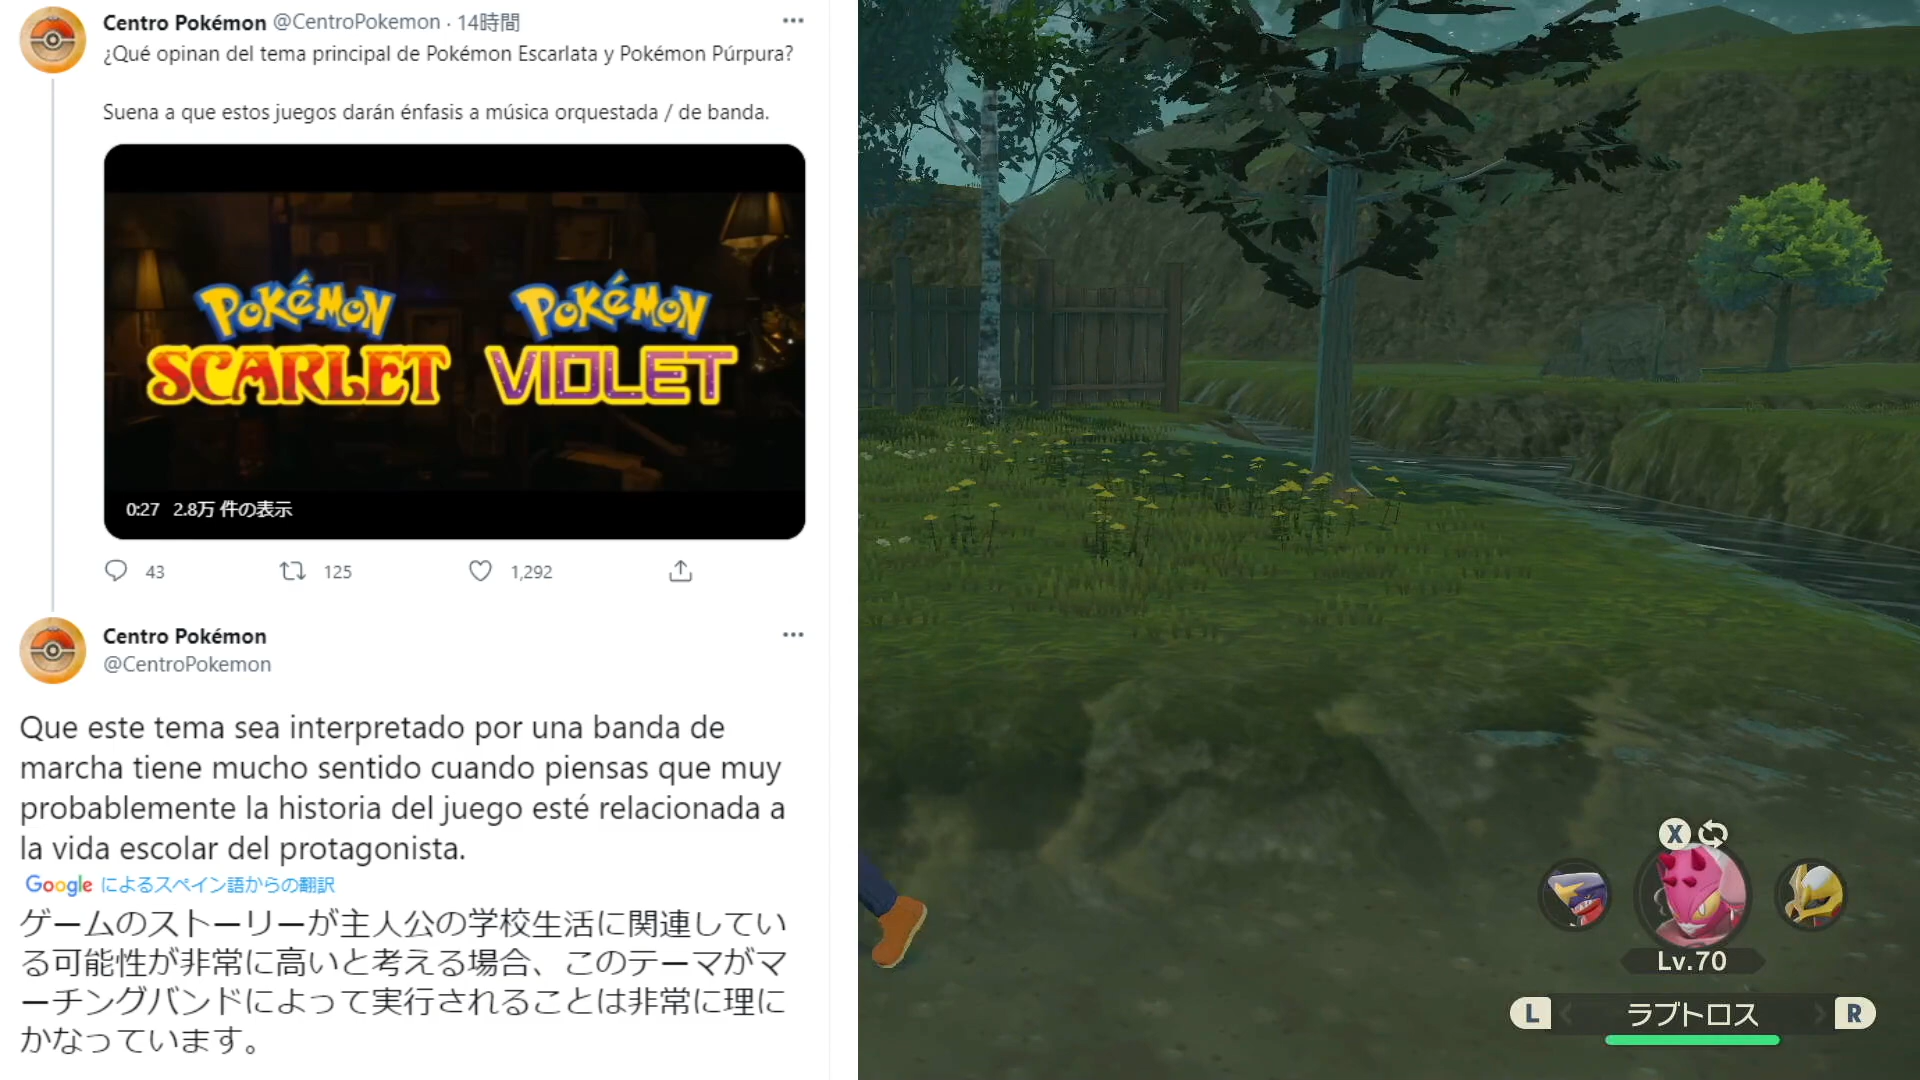 Centro Pokémon @CentroPokemon · 14時間
¿Qué opinan del tema principal de Pokémon Escarlata y Pokémon Púrpura?
Suena a que estos juegos darán énfasis a música orquestada / de banda.
POKÉMON SCARLET
POKÉMON VIOLET
0:27 2.8万 件の表示
43 125 1,292
Centro Pokémon
@CentroPokemon
Que este tema sea interpretado por una banda de
marcha tiene mucho sentido cuando piensas que muy
probablemente la historia del juego esté relacionada a
la vida escolar del protagonista.
Google によるスペイン語からの翻訳
ゲームのストーリーが主人公の学校生活に関連してい
る可能性が非常に高いと考える場合、このテーマがマ
ーチングバンドによって実行されることは非常に理に
かなっています。
X
Lv.70
L ラブトロス R